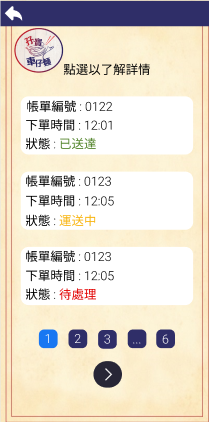 點選以了解詳情
帳單編號 : 0122
下單時間 : 12:01
狀態 : 已送達
帳單編號 : 0123
下單時間 : 12:05
狀態 : 運送中
帳單編號 : 0123
下單時間 : 12:05
狀態 : 待處理
1 2 3 ... 6